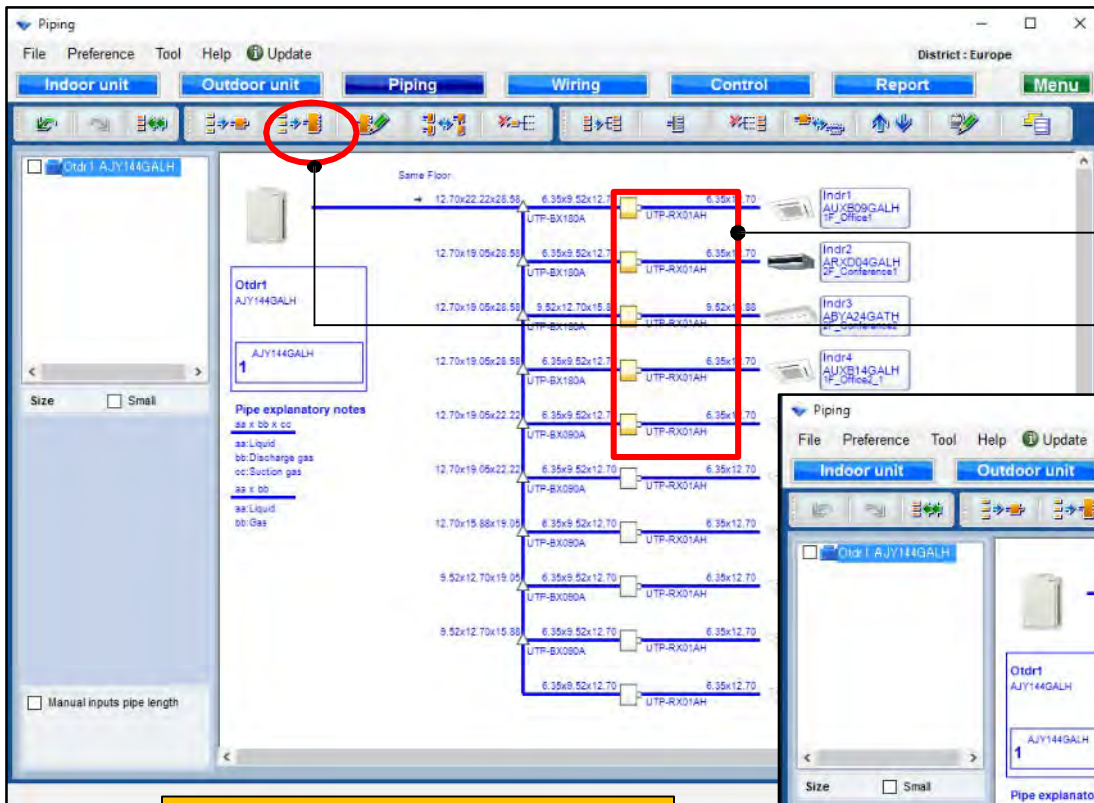 Piping
File Preference Tool Help Update District : Europe
Indoor unit Outdoor unit Piping Wiring Control Report Menu
Otdr1 AJY144GALH
Size Small
Manual inputs pipe length
Same Floor
Otdr1
AJY144GALH
AJY144GALH
1
Pipe explanatory notes
aa x bb x cc
aa:Liquid
bb:Discharge gas
cc:Suction gas
aa x bb
aa:Liquid
bb:Gas
12.70x22.22x28.58 6.35x9.52x12.7
UTP-BX180A UTP-RX01AH
Indr1
AUXB09GALH
1F_Office1
12.70x19.05x28.58 6.35x9.52x12.7
UTP-BX180A UTP-RX01AH
Indr2
ARXD04GALH
2F_Conference1
12.70x19.05x28.58 9.52x12.70x15.8
UTP-BX180A UTP-RX01AH
Indr3
ABYA24GATH
2F_Conference2
12.70x19.05x28.58 6.35x9.52x12.7
UTP-BX180A UTP-RX01AH
Indr4
AUXB14GALH
1F_Office2_1
12.70x19.05x22.22 6.35x9.52x12.7
UTP-BX090A UTP-RX01AH
12.70x19.05x22.22 6.35x9.52x12.70 6.35x12.70
UTP-BX090A UTP-RX01AH
12.70x15.88x19.05 6.35x9.52x12.70 6.35x12.70
UTP-BX090A UTP-RX01AH
9.52x12.70x19.05 6.35x9.52x12.70 6.35x12.70
UTP-BX090A UTP-RX01AH
9.52x12.70x15.88 6.35x9.52x12.70 6.35x12.70
UTP-BX090A UTP-RX01AH
6.35x9.52x12.70 6.35x12.70
UTP-RX01AH
Piping
File Preference Tool Help Update
Indoor unit Outdoor unit
Otdr1 AJY144GALH
Size Small
Otdr1
AJY144GALH
AJY144GALH
1
Pipe explanato